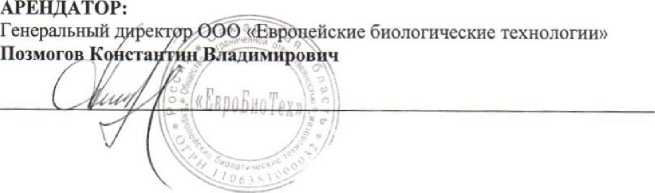 АРЕНДАТОР:
Генеральный директор ООО «Европейские биологические технологии»
Позмогов Константин Владимирович
«ЕвроБиоТех»